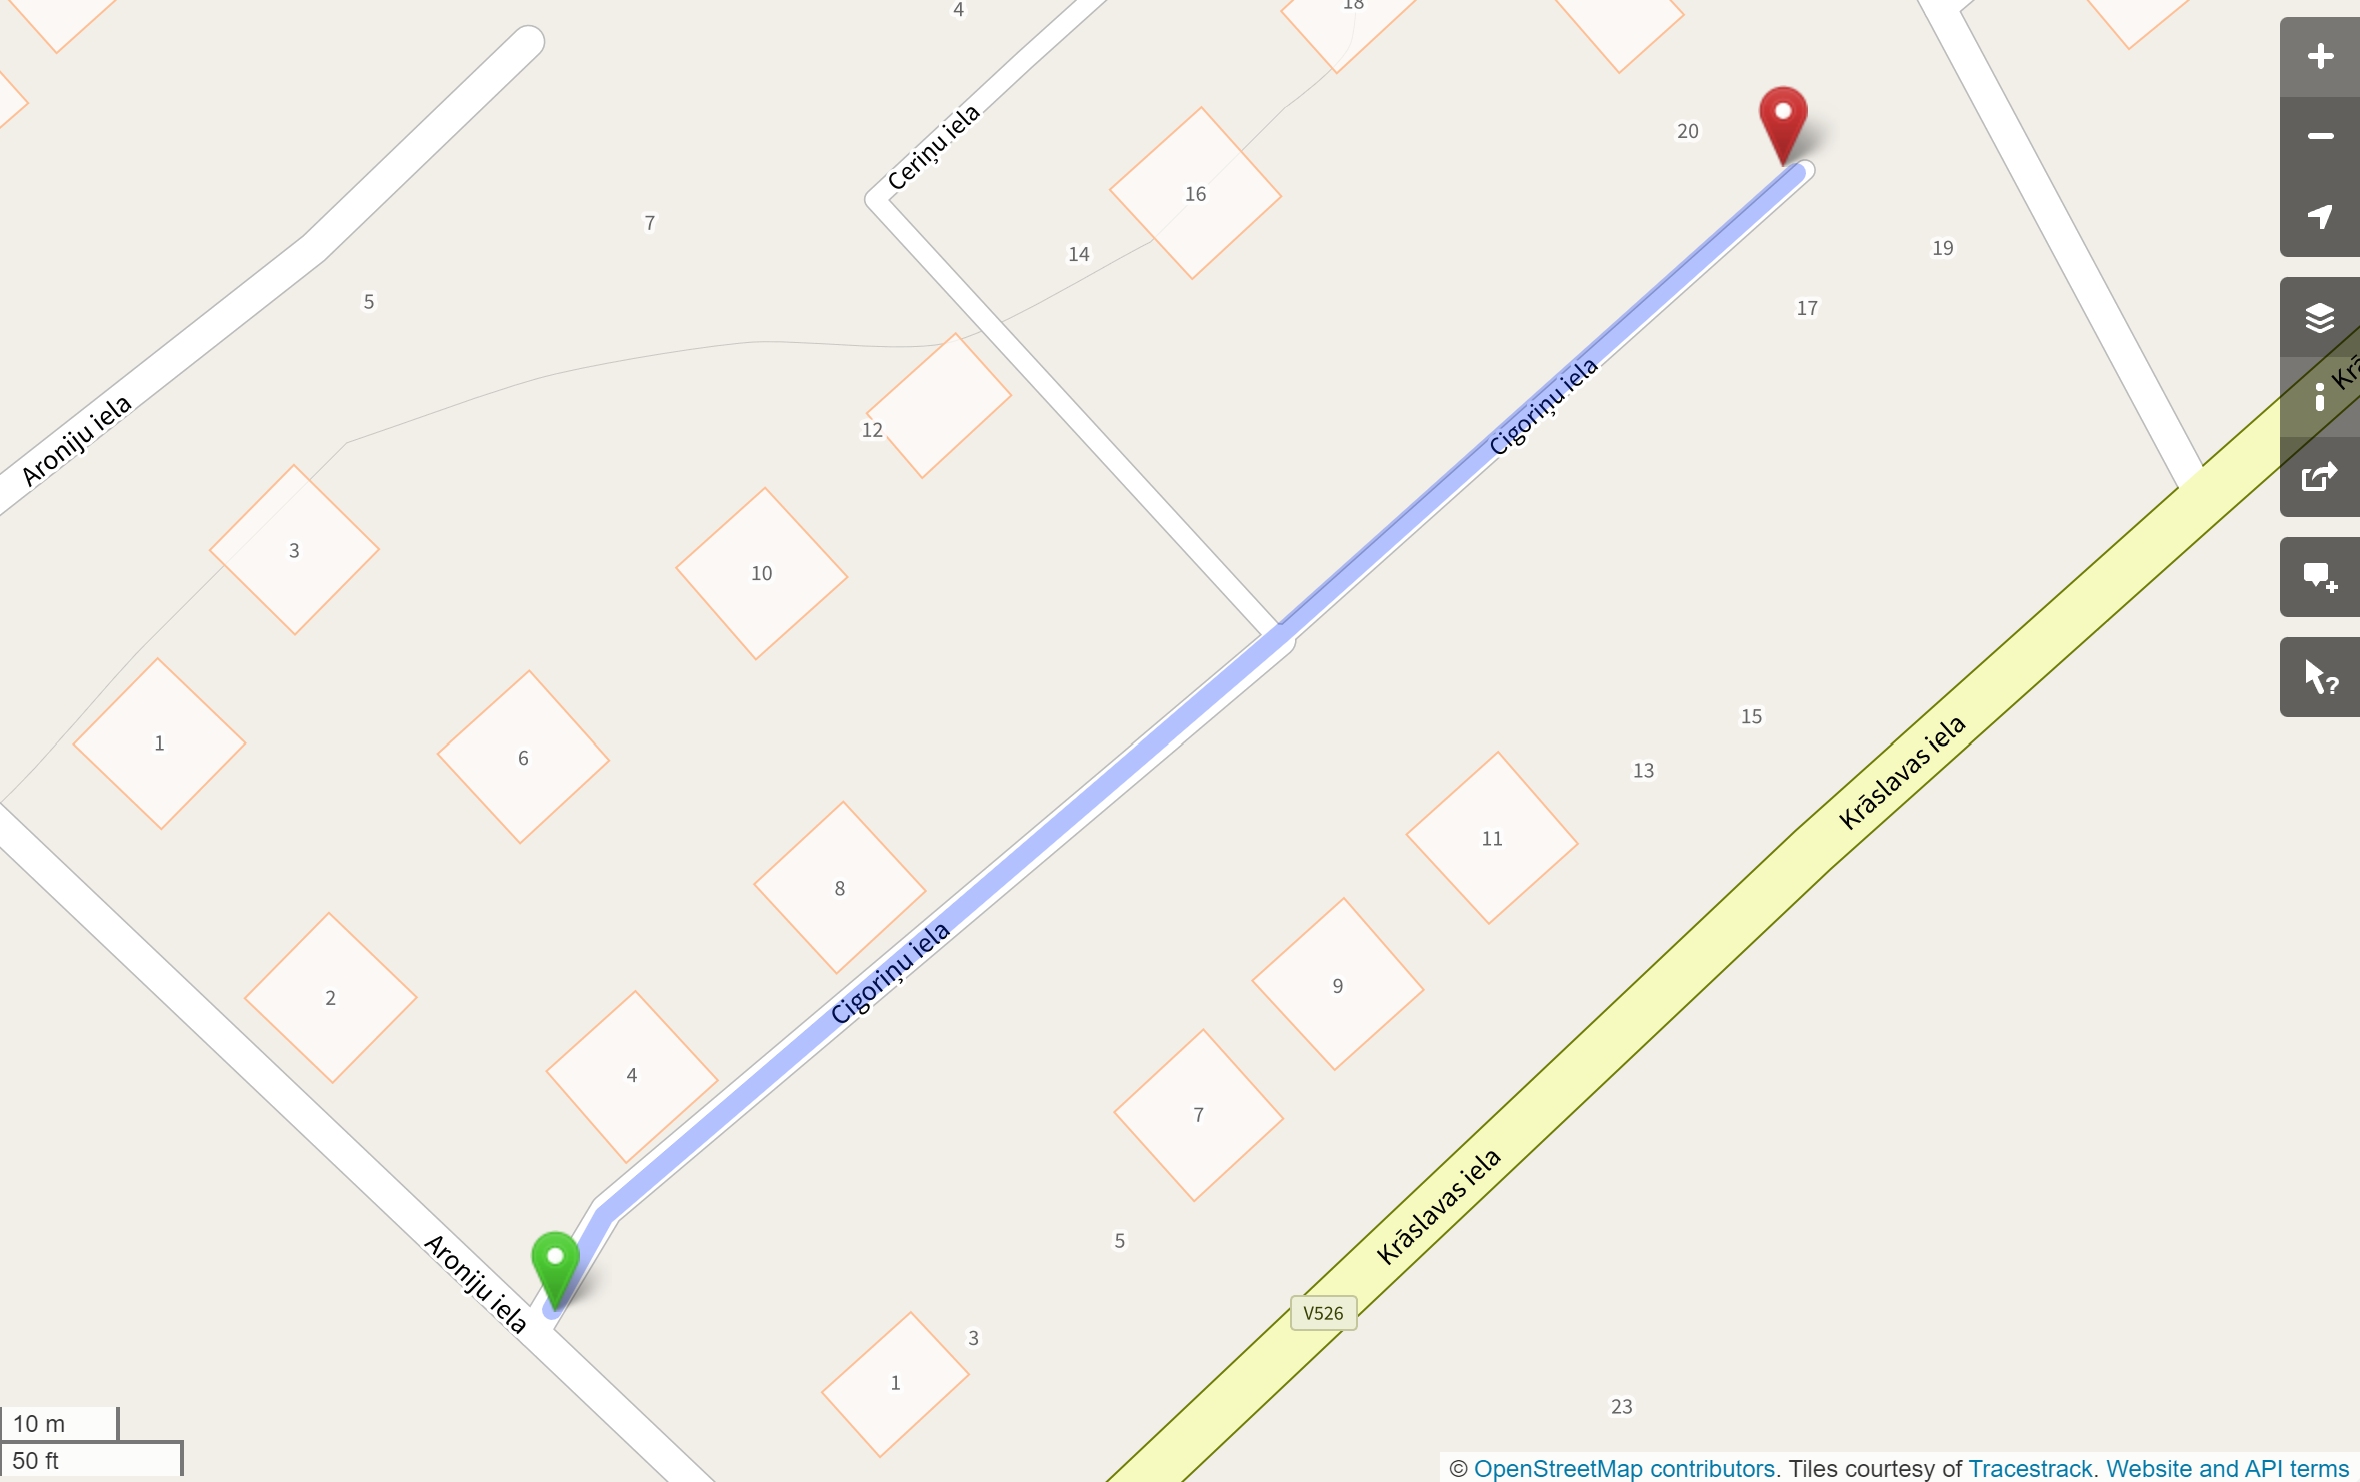 4
18
20
Ceriņu iela
16
7
14
19
5
17
Krā
Aroniju iela
12
Cigoriņu iela
3
10
1
6
15
13
Krāslavas iela
11
8
Cigoriņu iela
2
9
4
7
Krāslavas iela
5
Aroniju iela
V526
3
1
23
10 m
50 ft
?
© OpenStreetMap contributors. Tiles courtesy of Tracestrack. Website and API terms